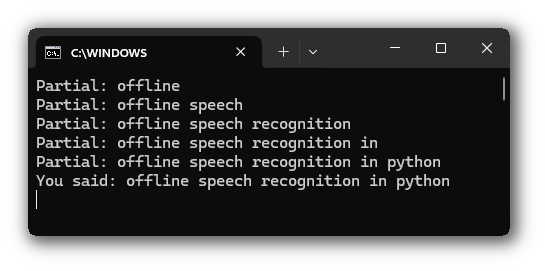 C:\WINDOWS
Partial: offline
Partial: offline speech
Partial: offline speech recognition
Partial: offline speech recognition in
Partial: offline speech recognition in python
You said: offline speech recognition in python